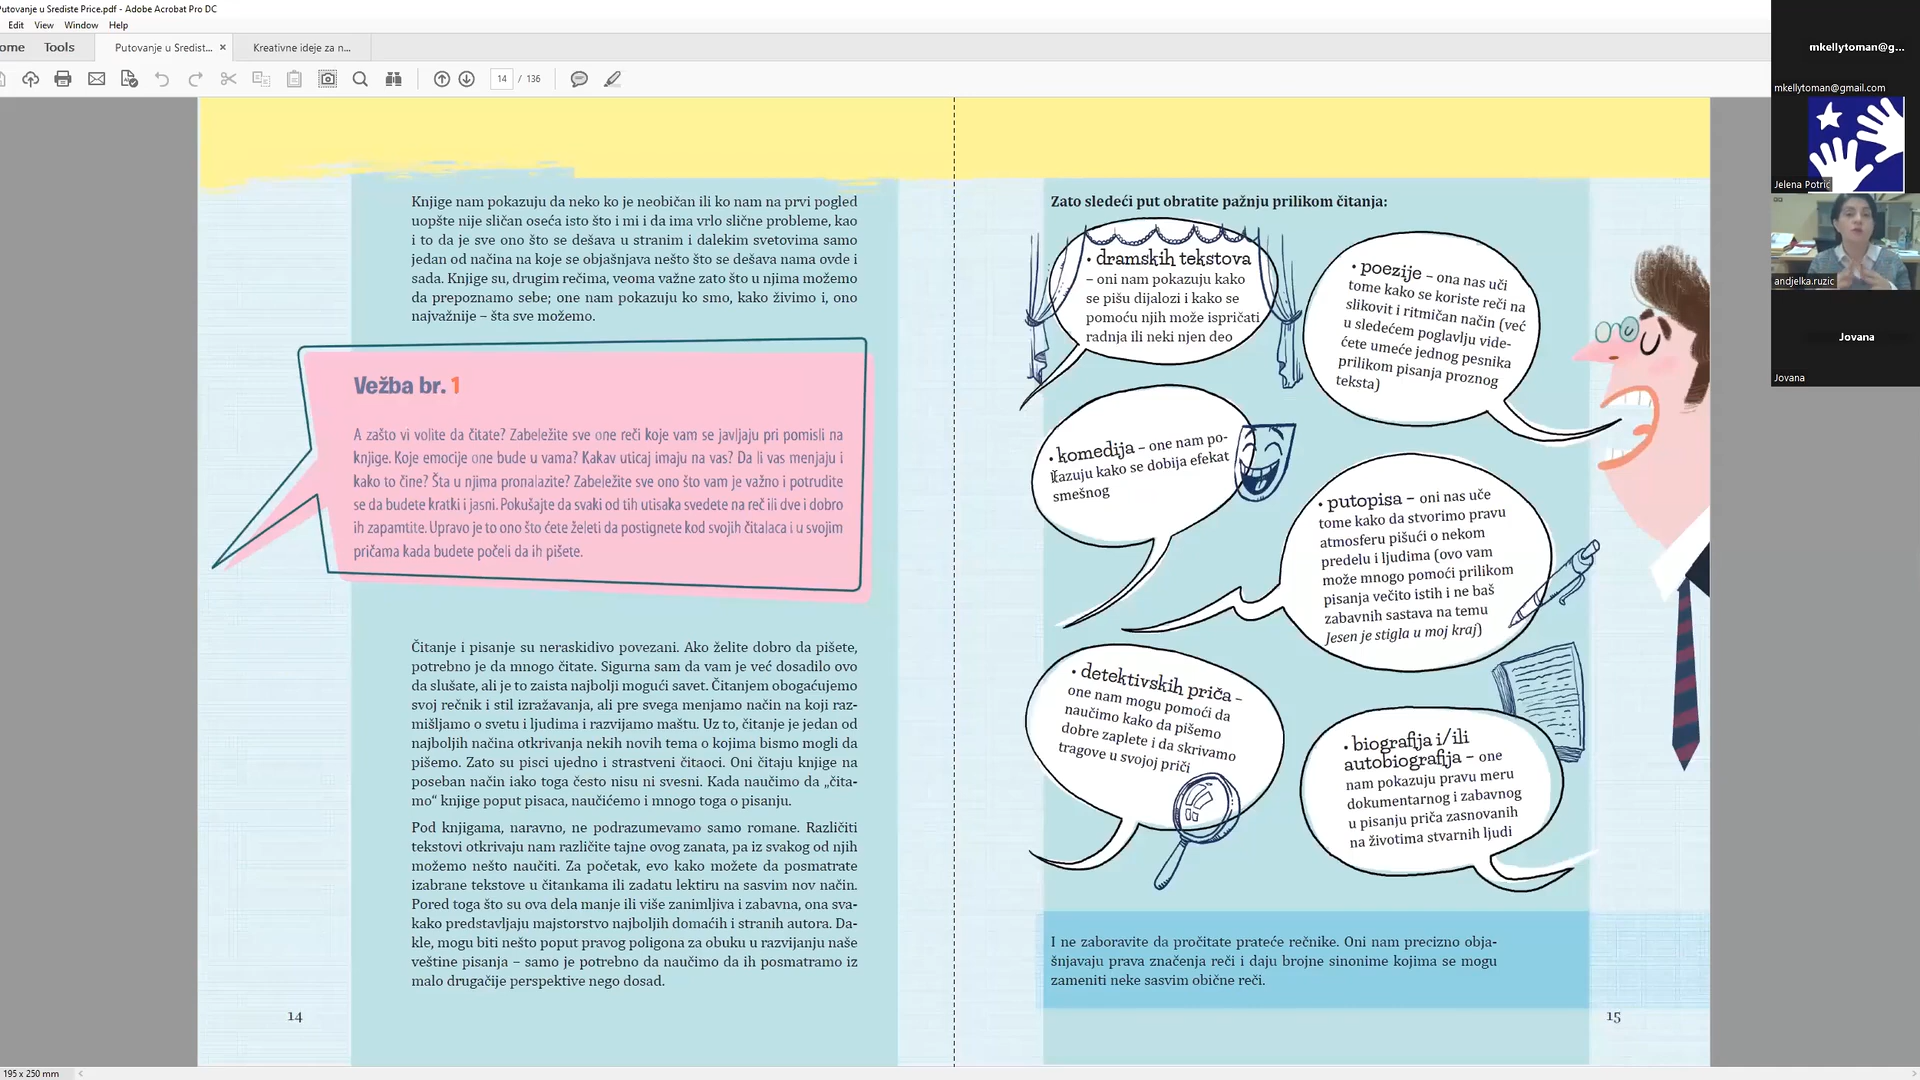 Putovanje u Srediste Price.pdf - Adobe Acrobat Pro DC
Edit View Window Help
ome Tools Putovanje u Sredist... × Kreativne ideje za n...
14 / 136
Knjige nam pokazuju da neko ko je neobičan ili ko nam na prvi pogled
uopšte nije sličan oseća isto što i mi i da ima vrlo slične probleme, kao
i to da je sve ono što se dešava u stranim i dalekim svetovima samo
jedan od načina na koje se objašnjava nešto što se dešava nama ovde i
sada. Knjige su, drugim rečima, veoma važne zato što u njima možemo
da prepoznamo sebe; one nam pokazuju ko smo, kako živimo i, ono
najvažnije – šta sve možemo.
Vežba br. 1
A zašto vi volite da čitate? Zabeležite sve one reči koje vam se javljaju pri pomisli na
knjige. Koje emocije one bude u vama? Kakav uticaj imaju na vas? Da li vas menjaju i
kako to čine? Šta u njima pronalazite? Zabeležite sve ono što vam je važno i potrudite
se da budete kratki i jasni. Pokušajte da svaki od tih utisaka svedete na reč ili dve i dobro
ih zapamtite. Upravo je to ono što ćete želeti da postignete kod svojih čitalaca i u svojim
pričama kada budete počeli da ih pišete.
Čitanje i pisanje su neraskidivo povezani. Ako želite dobro da pišete,
potrebno je da mnogo čitate. Sigurna sam da vam je već dosadilo ovo
da slušate, ali je to zaista najbolji mogući savet. Čitanjem obogaćujemo
svoj rečnik i stil izražavanja, ali pre svega menjamo način na koji raz-
mišljamo o svetu i ljudima i razvijamo maštu. Uz to, čitanje je jedan od
najboljih načina otkrivanja nekih novih tema o kojima bismo mogli da
pišemo. Zato su pisci ujedno i strastveni čitaoci. Oni čitaju knjige na
poseban način iako toga često nisu ni svesni. Kada naučimo da „čita-
mo“ knjige poput pisaca, naučićemo i mnogo toga o pisanju.
Pod knjigama, naravno, ne podrazumevamo samo romane. Različiti
tekstovi otkrivaju nam različite tajne ovog zanata, pa iz svakog od njih
možemo nešto naučiti. Za početak, evo kako možete da posmatrate
izabrane tekstove u čitankama ili zadatu lektiru na sasvim nov način.
Pored toga što su ova dela manje ili više zanimljiva i zabavna, ona sva-
kako predstavljaju majstorstvo najboljih domaćih i stranih autora. Da-
kle, mogu biti nešto poput pravog poligona za obuku u razvijanju naše
veštine pisanja – samo je potrebno da naučimo da ih posmatramo iz
malo drugačije perspektive nego dosad.
14
Zato sledeći put obratite pažnju prilikom čitanja:
• dramskih tekstova
– oni nam pokazuju kako
se pišu dijalozi i kako se
pomoću njih može ispričati
radnja ili neki njen deo
• poezije – ona nas uči
tome kako se koriste reči na
slikovit i ritmičan način (već
u sledećem poglavlju vide-
ćete umeće jednog pesnika
prilikom pisanja proznog
teksta)
• komedija – one nam po-
kazuju kako se dobija efekat
smešnog
• putopisa – oni nas uče
tome kako da stvorimo pravu
atmosferu pišući o nekom
predelu i ljudima (ovo vam
može mnogo pomoći prilikom
pisanja večito istih i ne baš
zabavnih sastava na temu
Jesen je stigla u moj kraj)
• detektivskih priča –
one nam mogu pomoći da
naučimo kako da pišemo
dobre zaplete i da skrivamo
tragove u svojoj priči
• biografija i/ili
autobiografija – one
nam pokazuju pravu meru
dokumentarnog i zabavnog
u pisanju priča zasnovanih
na životima stvarnih ljudi
I ne zaboravite da pročitate prateće rečnike. Oni nam precizno obja-
šnjavaju prava značenja reči i daju brojne sinonime kojima se mogu
zameniti neke sasvim obične reči.
15
195 x 250 mm
mkellytoman@g...
mkellytoman@gmail.com
Jelena Potrić
andjelka.ruzic
Jovana
Jovana